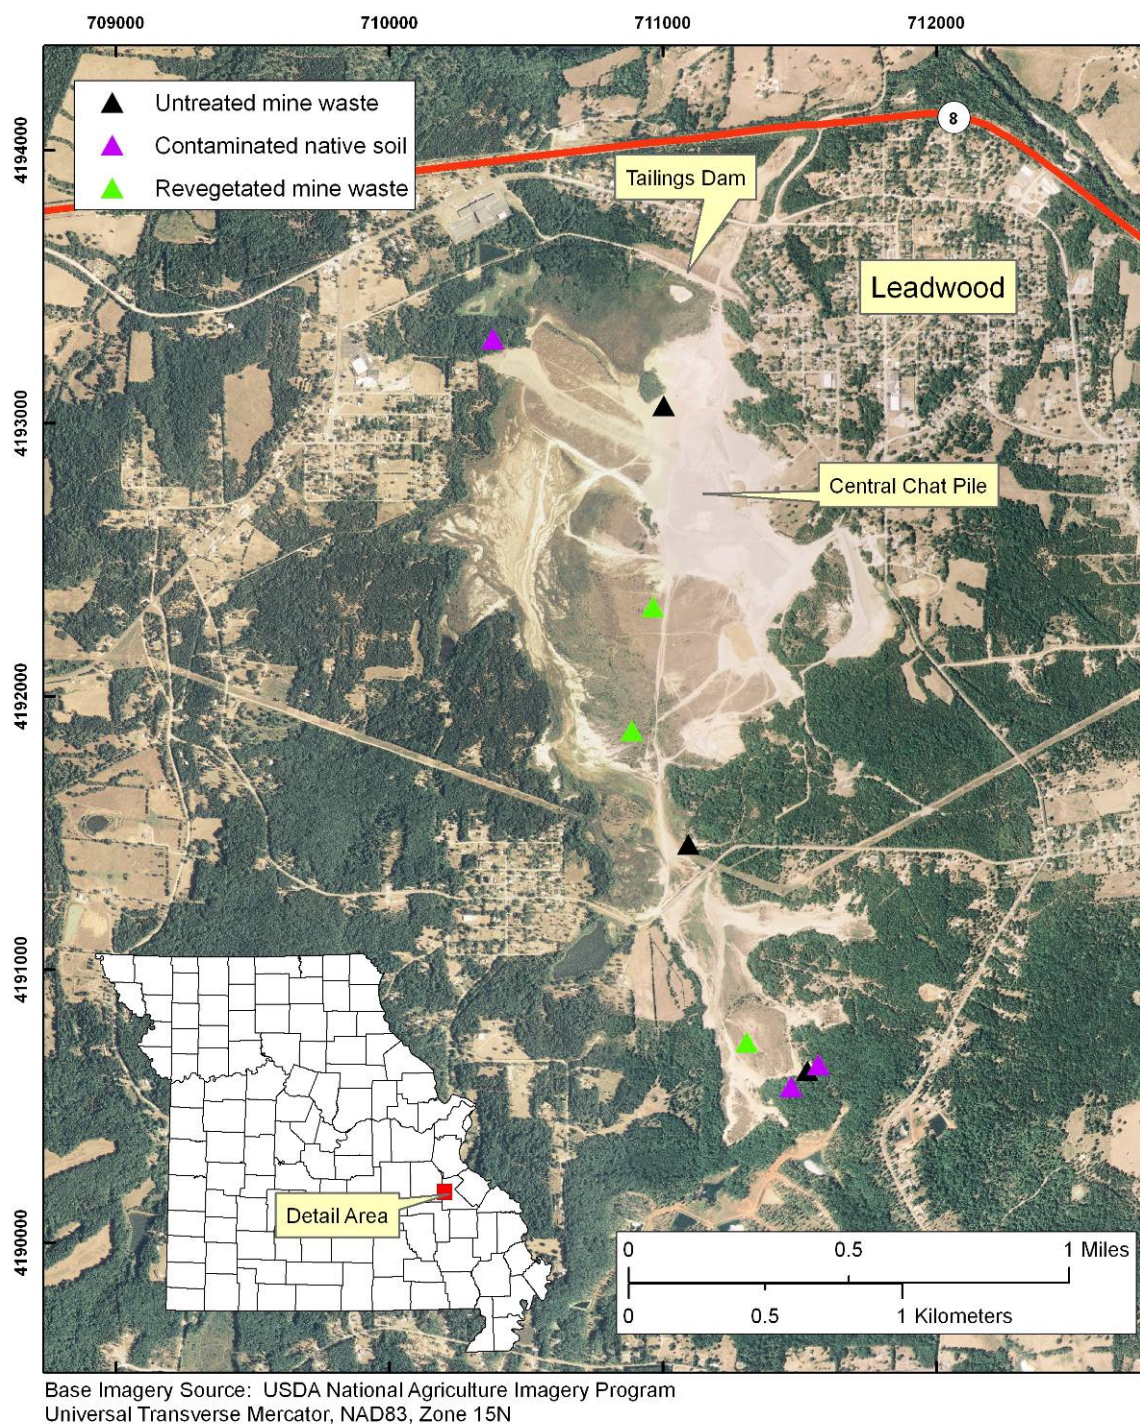 709000
710000
711000
712000
4194000
4193000
4192000
4191000
4190000
Untreated mine waste
Contaminated native soil
Revegetated mine waste
8
Tailings Dam
Leadwood
Central Chat Pile
Detail Area
0 0.5 1 Miles
0 0.5 1 Kilometers
Base Imagery Source: USDA National Agriculture Imagery Program
Universal Transverse Mercator, NAD83, Zone 15N